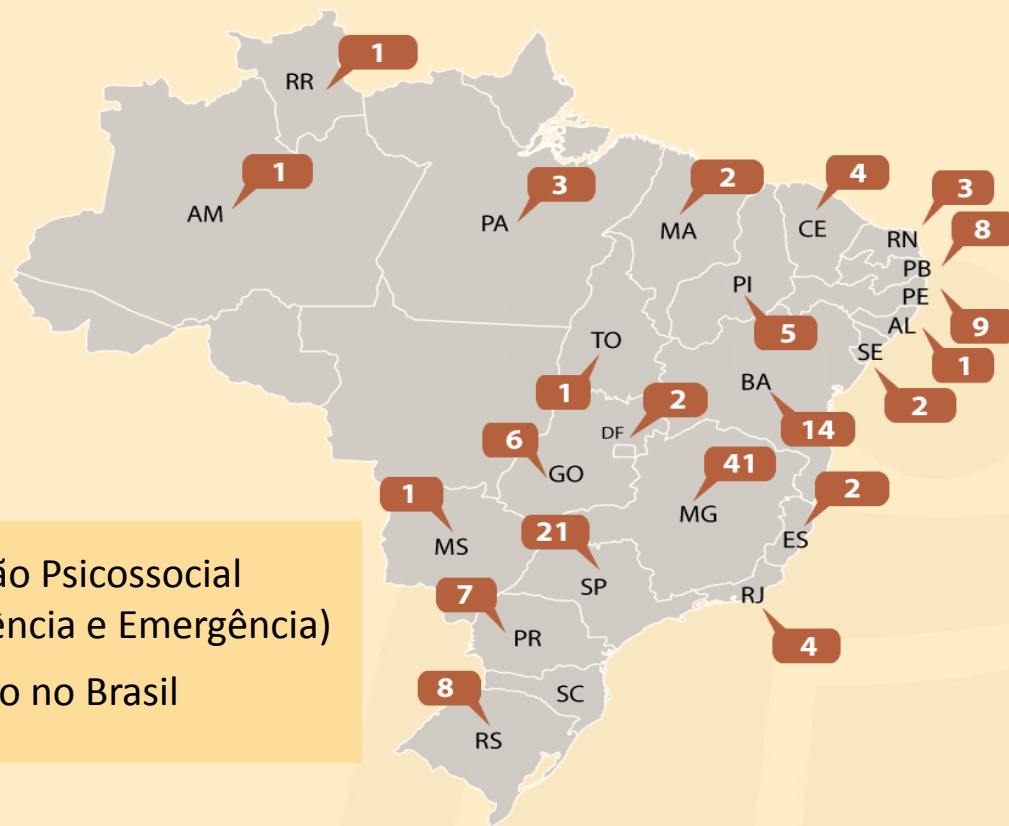 1
RR
1
AM
3
PA
2
MA
4
CE
3
RN
8
PB
PE
9
AL
1
SE
2
PI
5
TO
1
BA
14
2
DF
6
GO
41
MG
2
ES
1
MS
21
SP
RJ
4
7
PR
SC
8
RS
ão Psicossocial
ência e Emergência)
o no Brasil